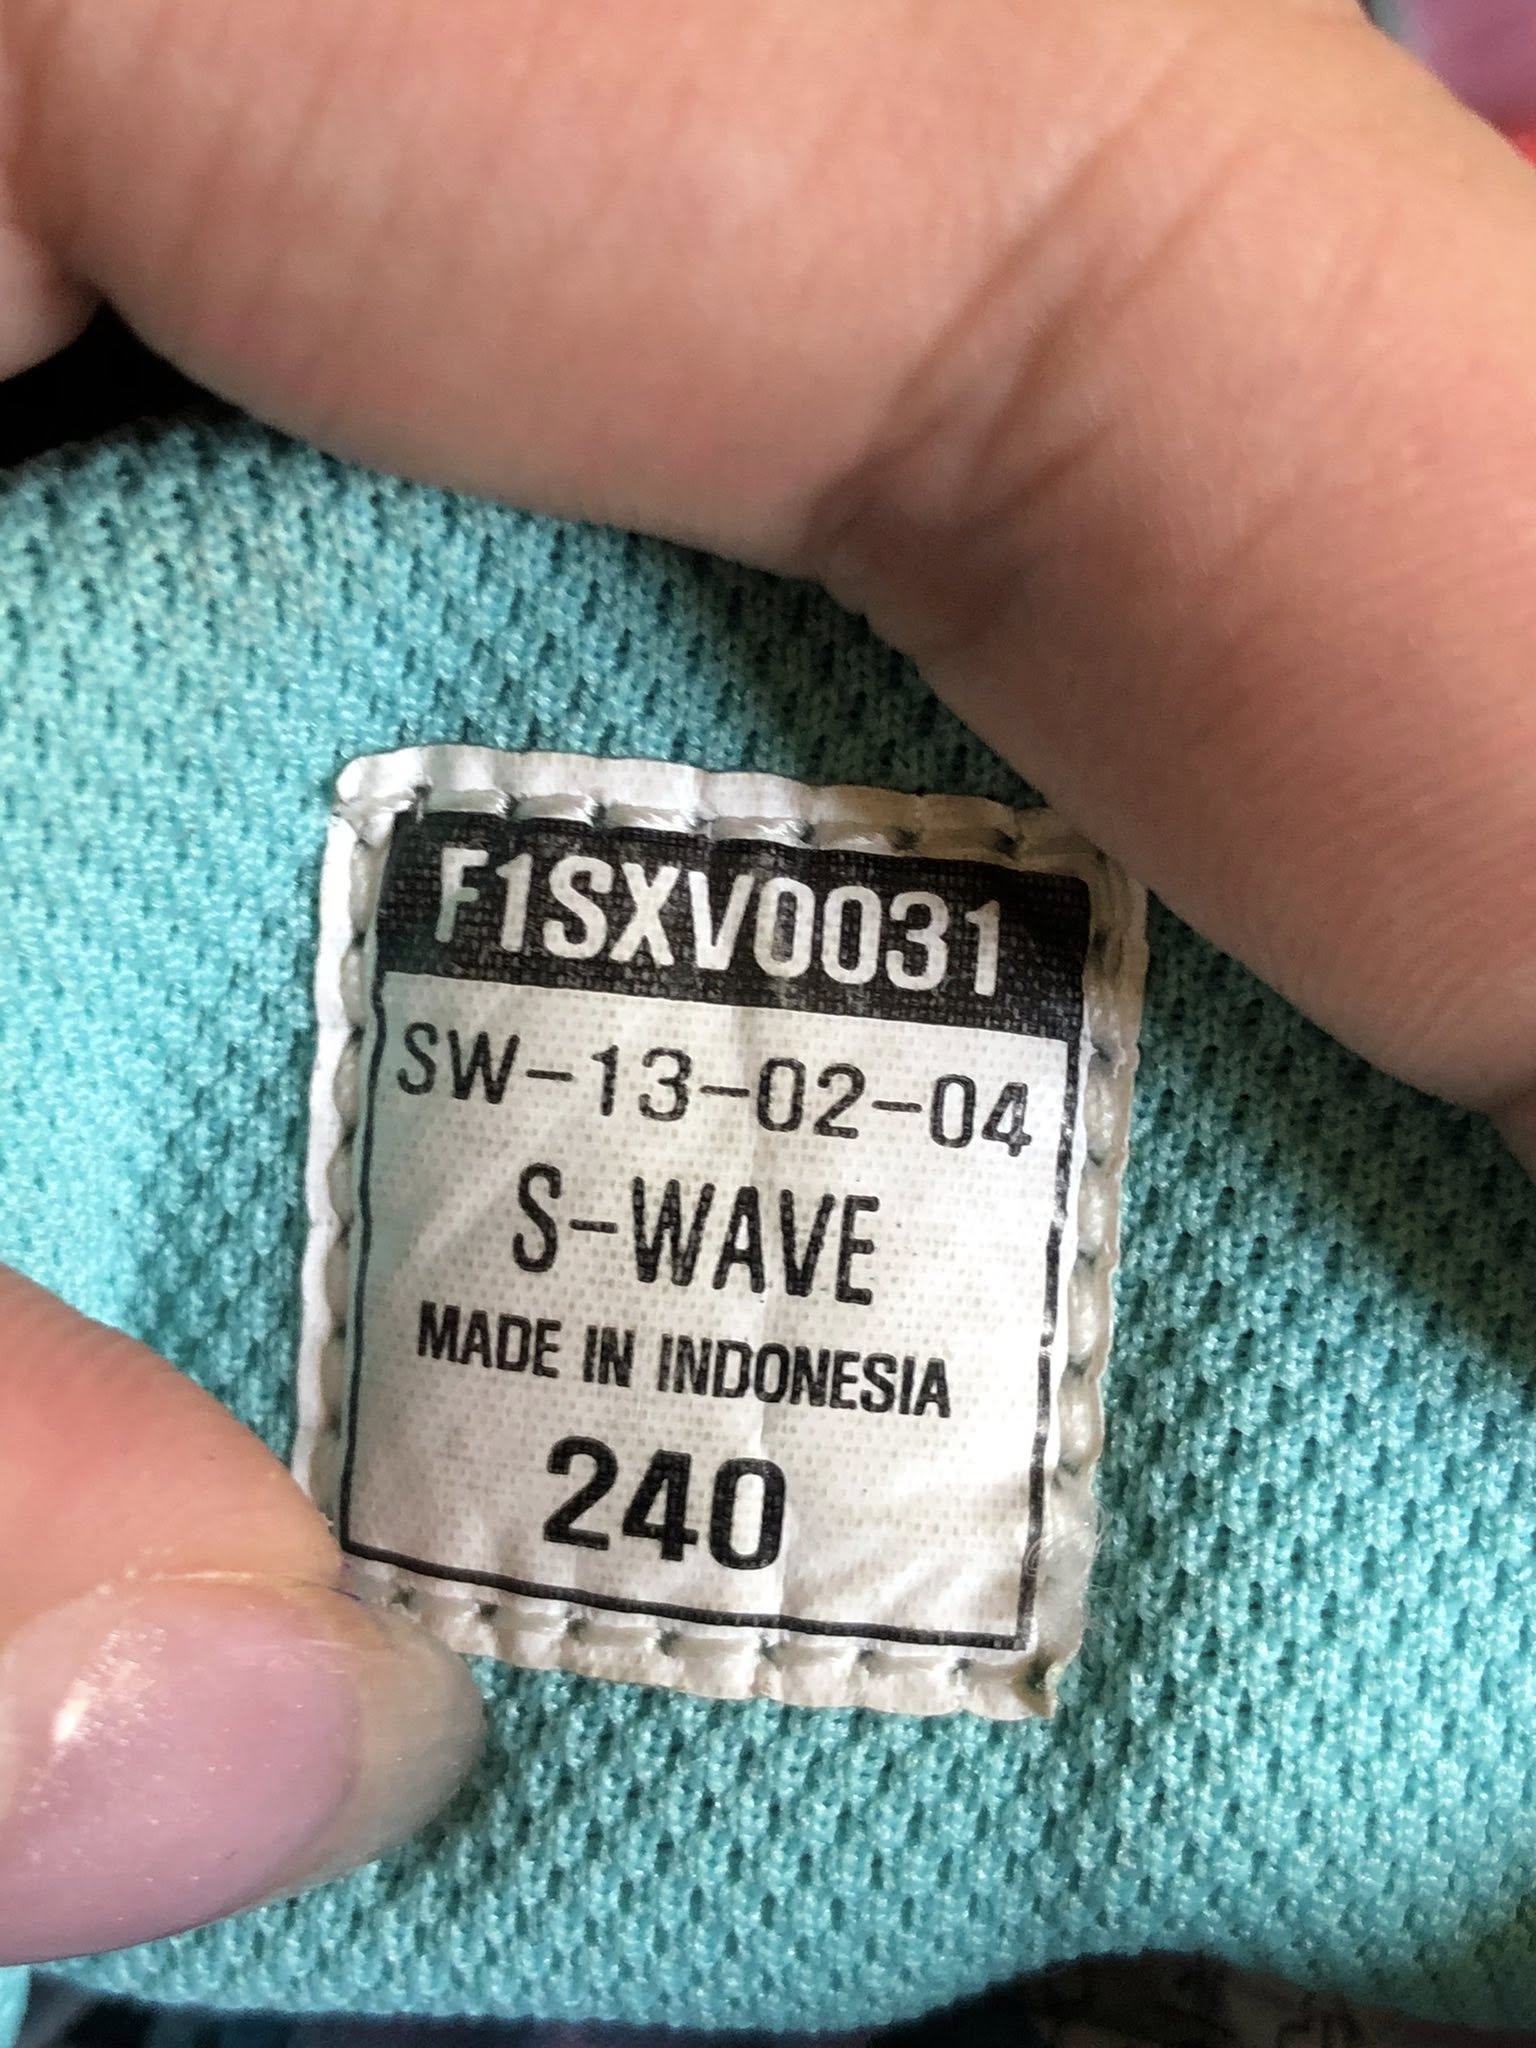 F1SXV0031
SW-13-02-04
S-WAVE
MADE IN INDONESIA
240